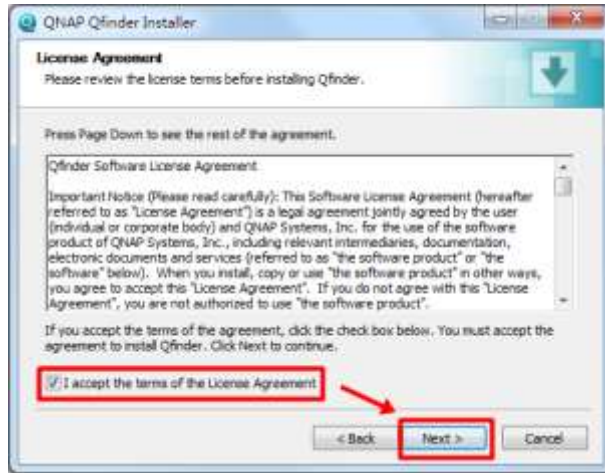 QNAP Qfinder Installer
License Agreement
Please review the license terms before installing Qfinder.
Press Page Down to see the rest of the agreement.
Qfinder Software License Agreement
Important Notice (Please read carefully): This Software License Agreement (hereafter
referred to as "License Agreement") is a legal agreement jointly agreed by the user
(individual or corporate body) and QNAP Systems, Inc. for the use of the software
product of QNAP Systems, Inc., including relevant intermediaries, documentation,
electronic documents and services (referred to as "the software product" or "the
software" below). When you install, copy or use "the software product" in other ways,
you agree to accept this "License Agreement". If you do not agree with this "License
Agreement", you are not authorized to use "the software product".
If you accept the terms of the agreement, click the check box below. You must accept the
agreement to install Qfinder. Click Next to continue.
I accept the terms of the License Agreement
< Back Next > Cancel